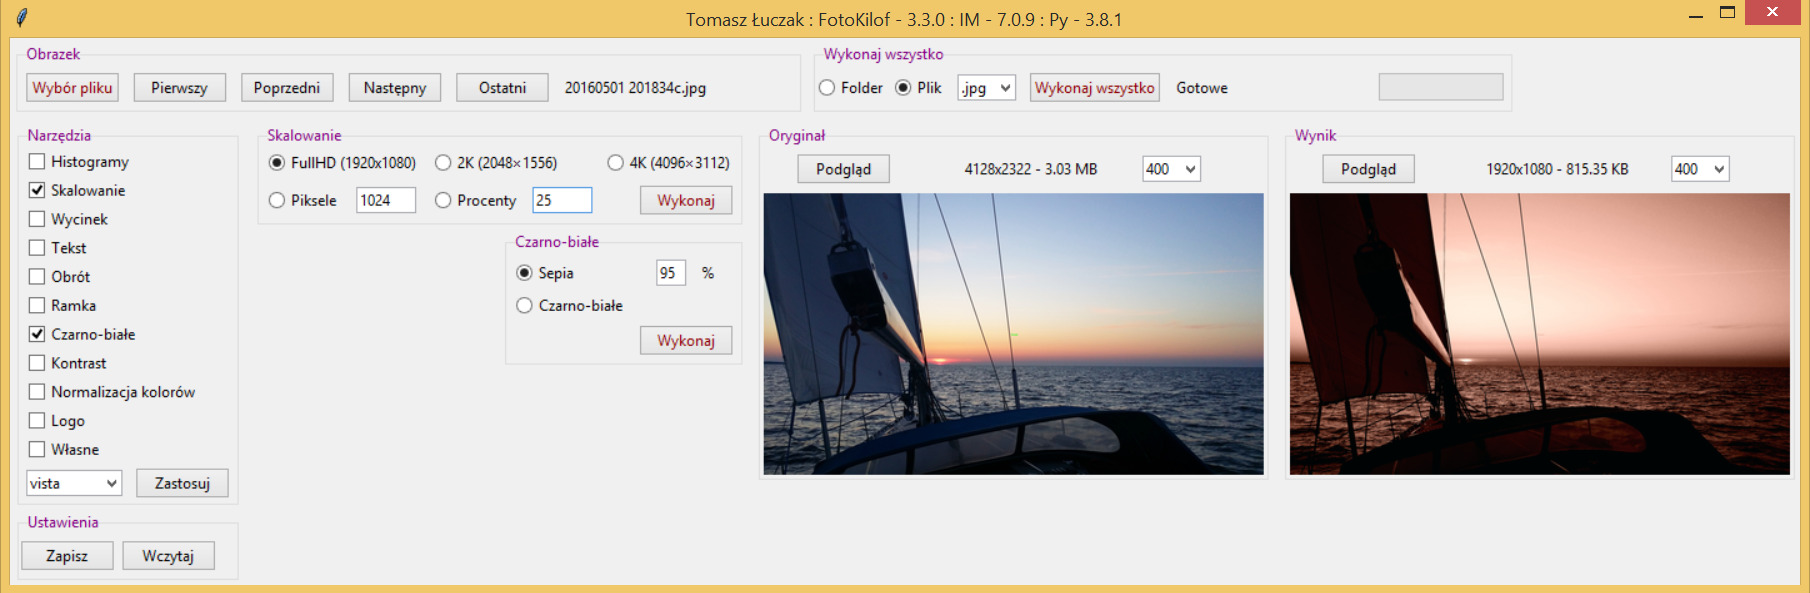 Tomasz Łuczak : FotoKilof - 3.3.0 : IM - 7.0.9 : Py - 3.8.1
Obrazek
Wybór pliku Pierwszy Poprzedni Następny Ostatni 20160501 201834c.jpg
Wykonaj wszystko
Folder Plik .jpg Wykonaj wszystko Gotowe
Narzędzia
Histogramy
Skalowanie
Wycinek
Tekst
Obrót
Ramka
Czarno-białe
Kontrast
Normalizacja kolorów
Logo
Własne
vista Zastosuj
Ustawienia
Zapisz Wczytaj
Skalowanie
FullHD (1920x1080) 2K (2048×1556) 4K (4096×3112)
Piksele 1024 Procenty 25 Wykonaj
Czarno-białe
Sepia 95 %
Czarno-białe
Wykonaj
Oryginał
Podgląd 4128x2322 - 3.03 MB 400
Wynik
Podgląd 1920x1080 - 815.35 KB 400